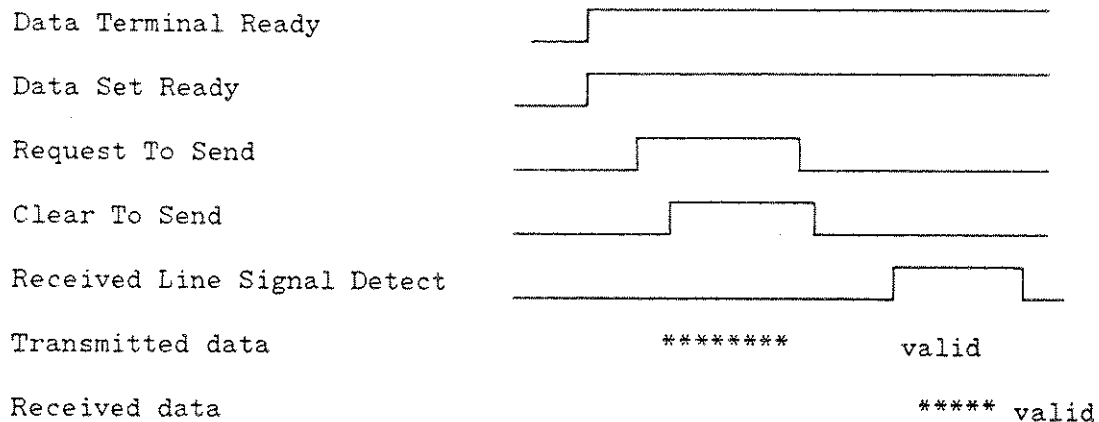 Data Terminal Ready
Data Set Ready
Request To Send
Clear To Send
Received Line Signal Detect
Transmitted data ******** valid
Received data ***** valid